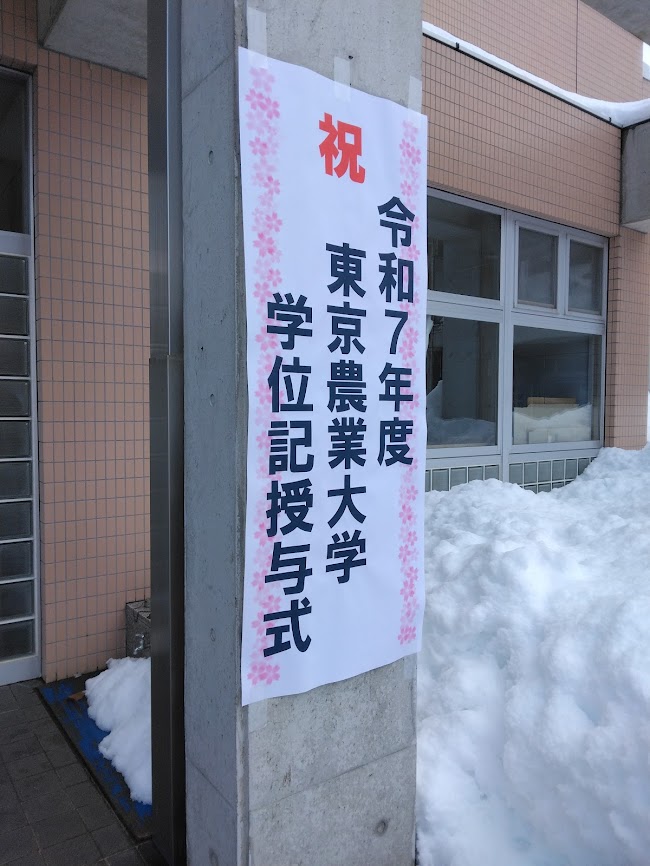 祝
令和7年度
東京農業大学
学位記授与式